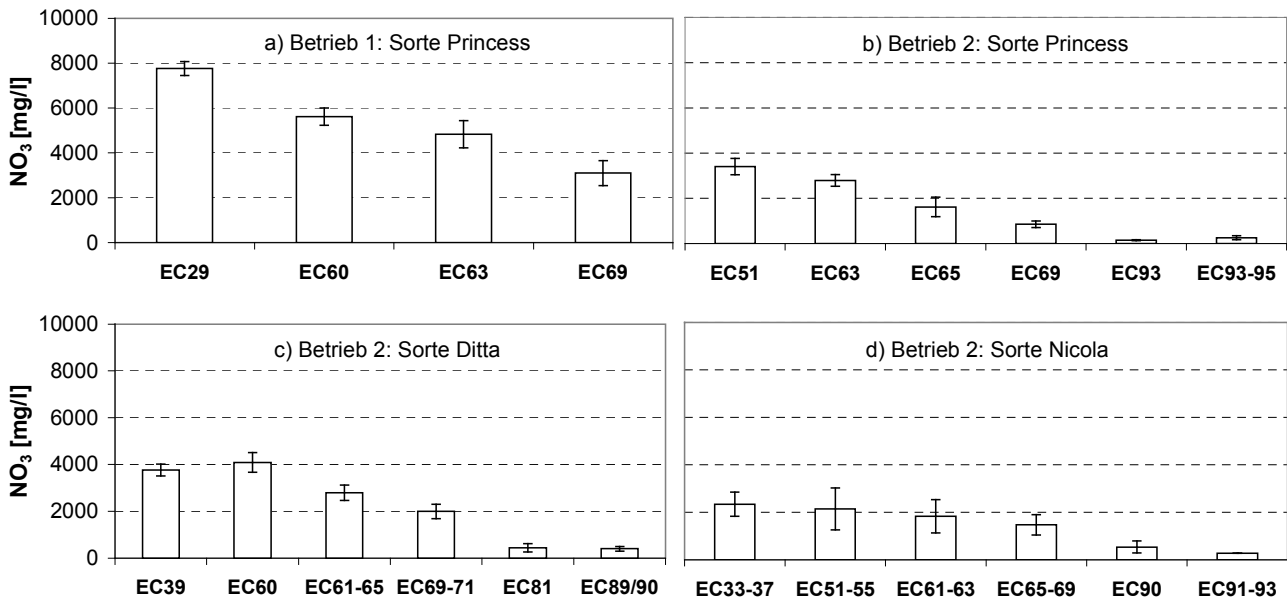 a) Betrieb 1: Sorte Princess
NO₃ [mg/l]
10000
8000
6000
4000
2000
0
EC29 EC60 EC63 EC69
b) Betrieb 2: Sorte Princess
EC51 EC63 EC65 EC69 EC93 EC93-95
c) Betrieb 2: Sorte Ditta
NO₃ [mg/l]
10000
8000
6000
4000
2000
0
EC39 EC60 EC61-65 EC69-71 EC81 EC89/90
d) Betrieb 2: Sorte Nicola
EC33-37 EC51-55 EC61-63 EC65-69 EC90 EC91-93